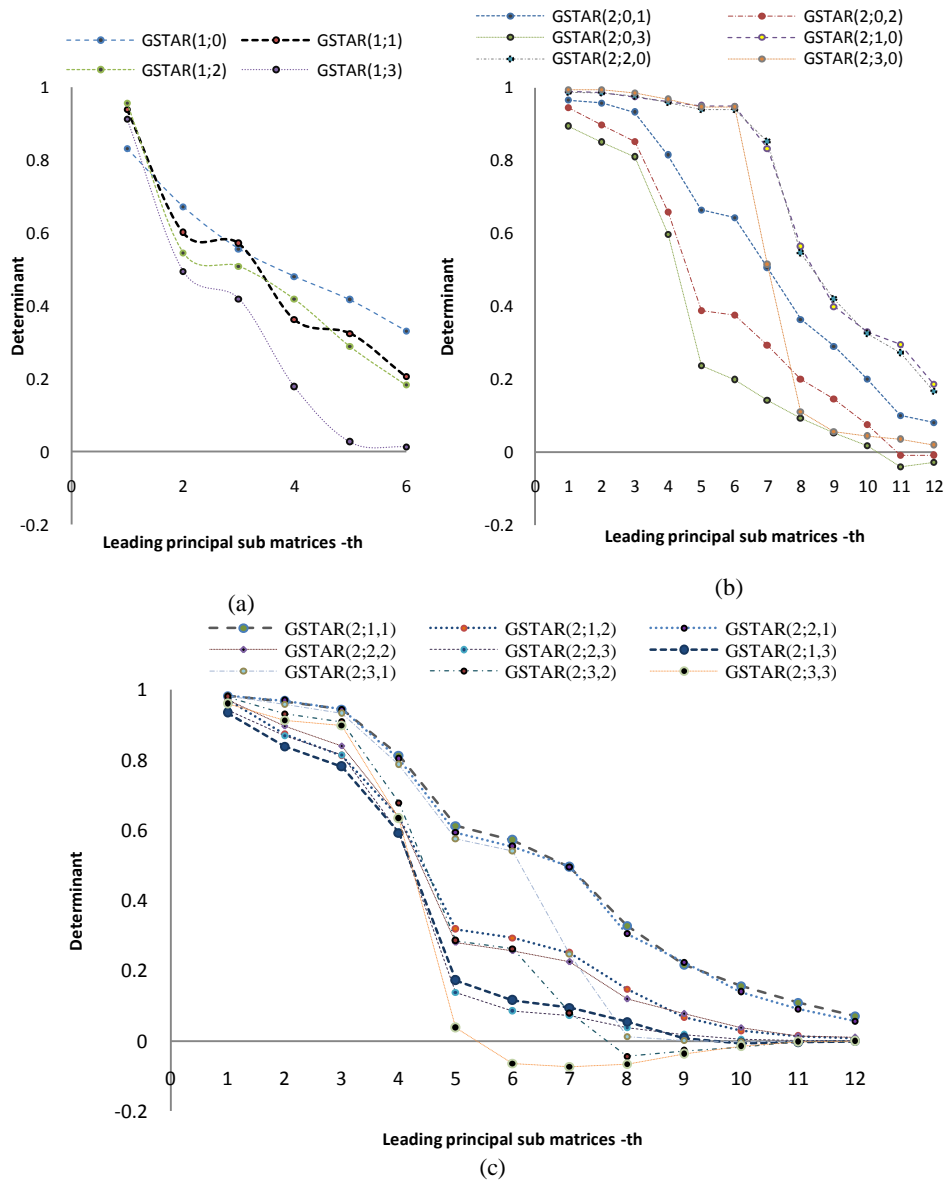 GSTAR(1;0) GSTAR(1;1)
GSTAR(1;2) GSTAR(1;3)
1
0.8
0.6
0.4
0.2
0
-0.2
0 2 4 6
Determinant
Leading principal sub matrices -th
(a)
GSTAR(2;0,1) GSTAR(2;0,2)
GSTAR(2;0,3) GSTAR(2;1,0)
GSTAR(2;2,0) GSTAR(2;3,0)
1
0.8
0.6
0.4
0.2
0
-0.2
0 1 2 3 4 5 6 7 8 9 10 11 12
Determinant
Leading principal sub matrices -th
(b)
GSTAR(2;1,1) GSTAR(2;1,2) GSTAR(2;2,1)
GSTAR(2;2,2) GSTAR(2;2,3) GSTAR(2;1,3)
GSTAR(2;3,1) GSTAR(2;3,2) GSTAR(2;3,3)
1
0.8
0.6
0.4
0.2
0
-0.2
0 1 2 3 4 5 6 7 8 9 10 11 12
Determinant
Leading principal sub matrices -th
(c)